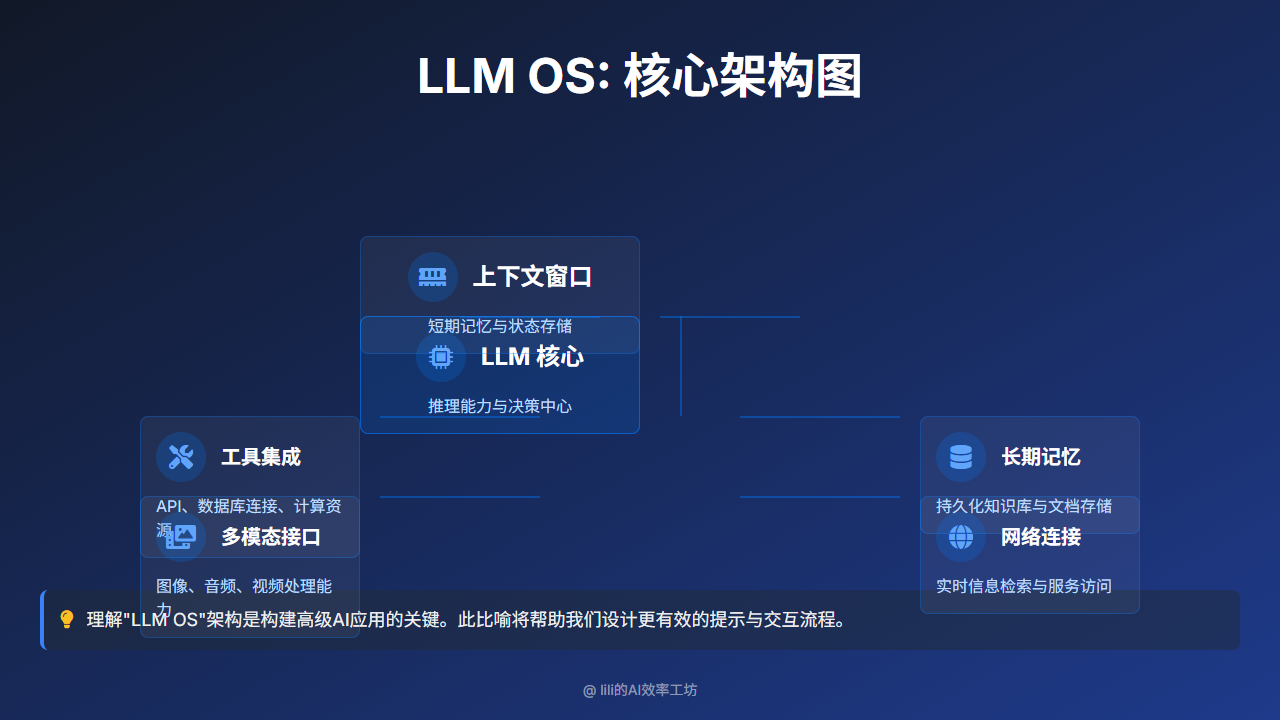 LLM OS: 核心架构图
上下文窗口
短期记忆与状态存储
LLM 核心
推理能力与决策中心
工具集成
API、数据库连接、计算资
源
多模态接口
图像、音频、视频处理能
力
长期记忆
持久化知识库与文档存储
网络连接
实时信息检索与服务访问
理解"LLM OS"架构是构建高级AI应用的关键。此比喻将帮助我们设计更有效的提示与交互流程。
@ lili的AI效率工坊